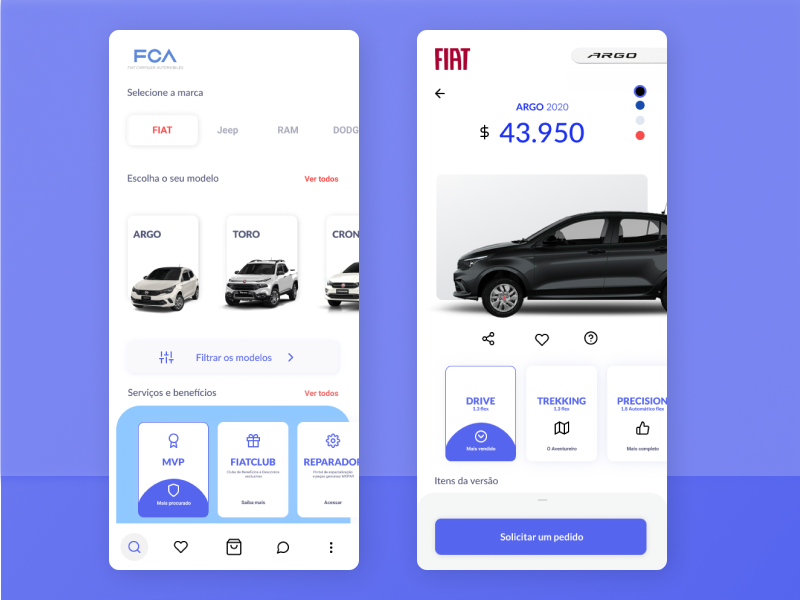 FCA
FIAT CHRYSLER AUTOMOBILES
Selecione a marca
FIAT
Jeep
RAM
DODG
Escolha o seu modelo
Ver todos
ARGO
TORO
CRON
Filtrar os modelos
Serviços e benefícios
Ver todos
MVP
Mais procurado
FIATCLUB
Clube de Benefícios e Descontos
exclusivos
Saiba mais
REPARADO
Portal de especialização
e peças genuínas MOPAR
Acessar
FIAT
ARGO
ARGO 2020
$ 43.950
DRIVE
1.3 flex
Mais vendido
TREKKING
1.3 flex
O Aventureiro
PRECISION
1.8 Automático flex
Mais completo
Itens da versão
Solicitar um pedido